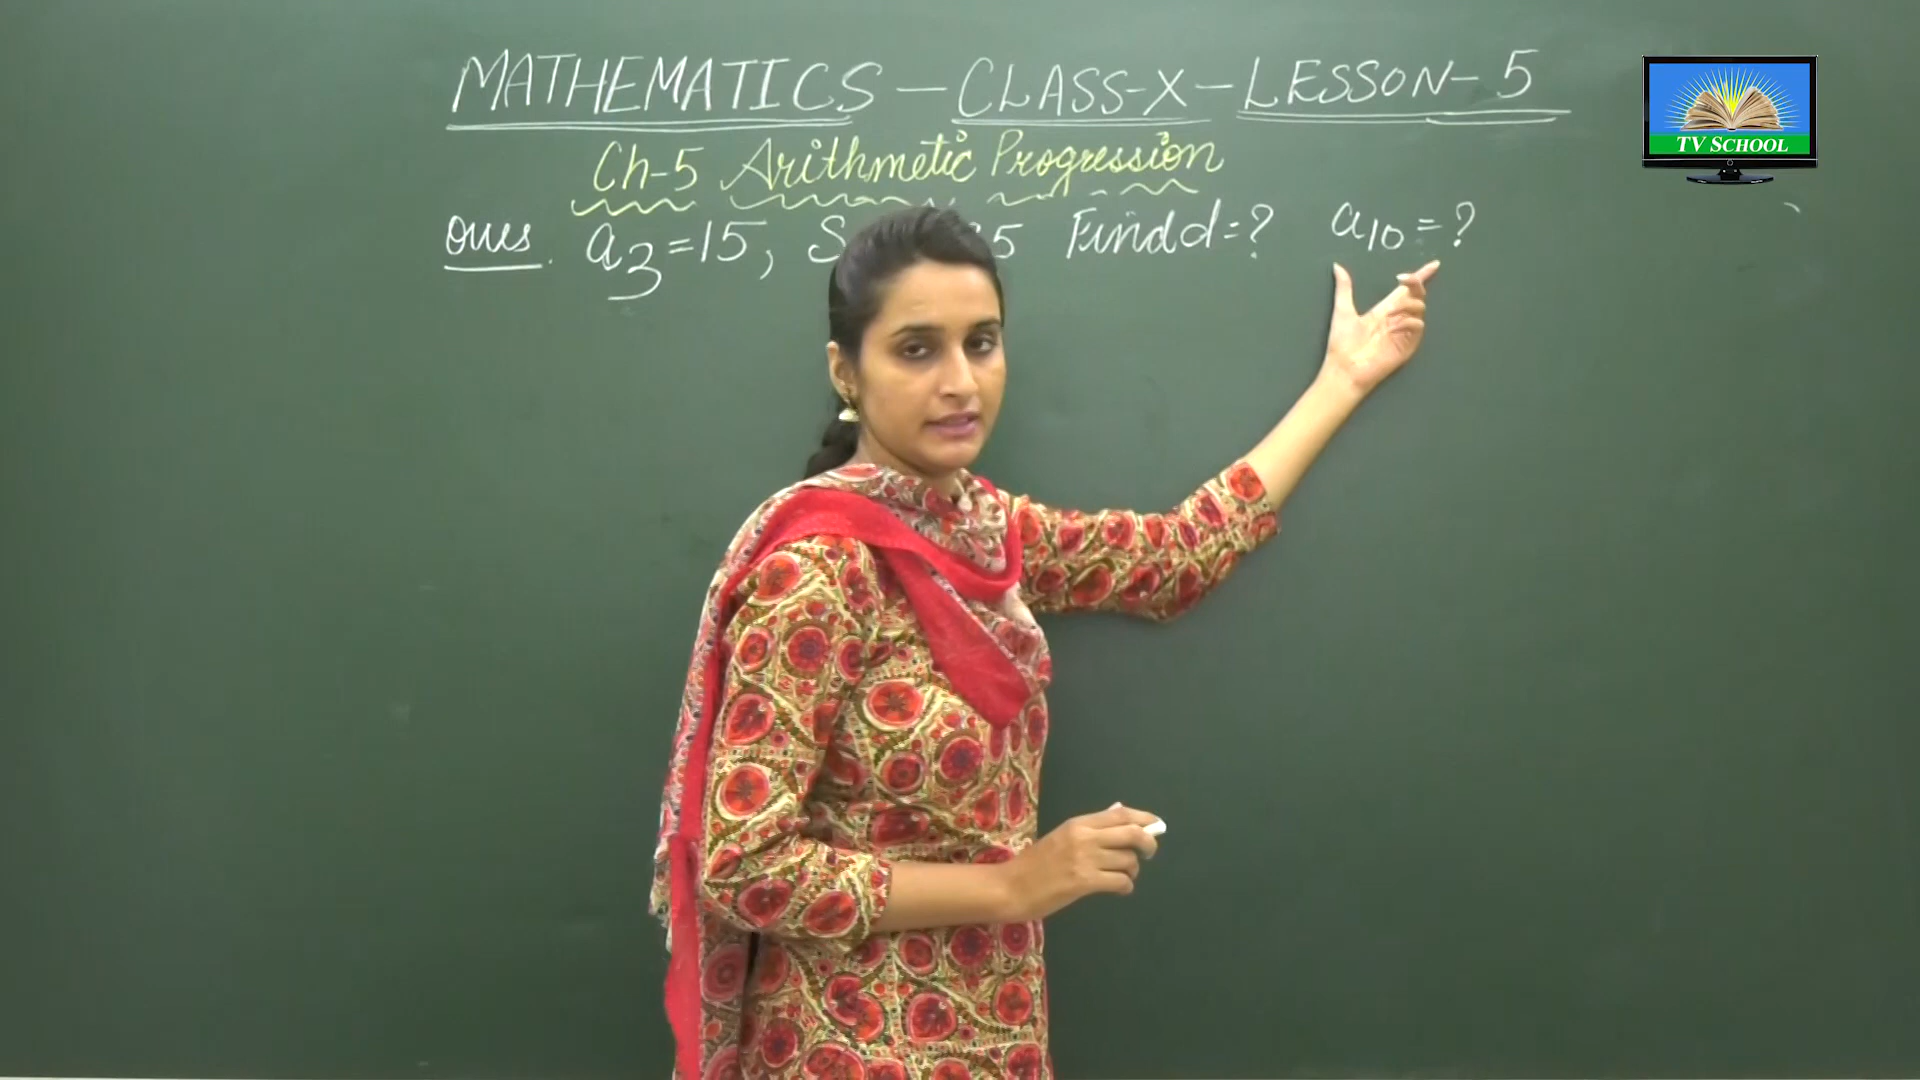 MATHEMATICS - CLASS-X - LESSON-5
Ch-5 Arithmetic Progression
Ques. a3=15, S 5 Find d=? a10=?
TV SCHOOL